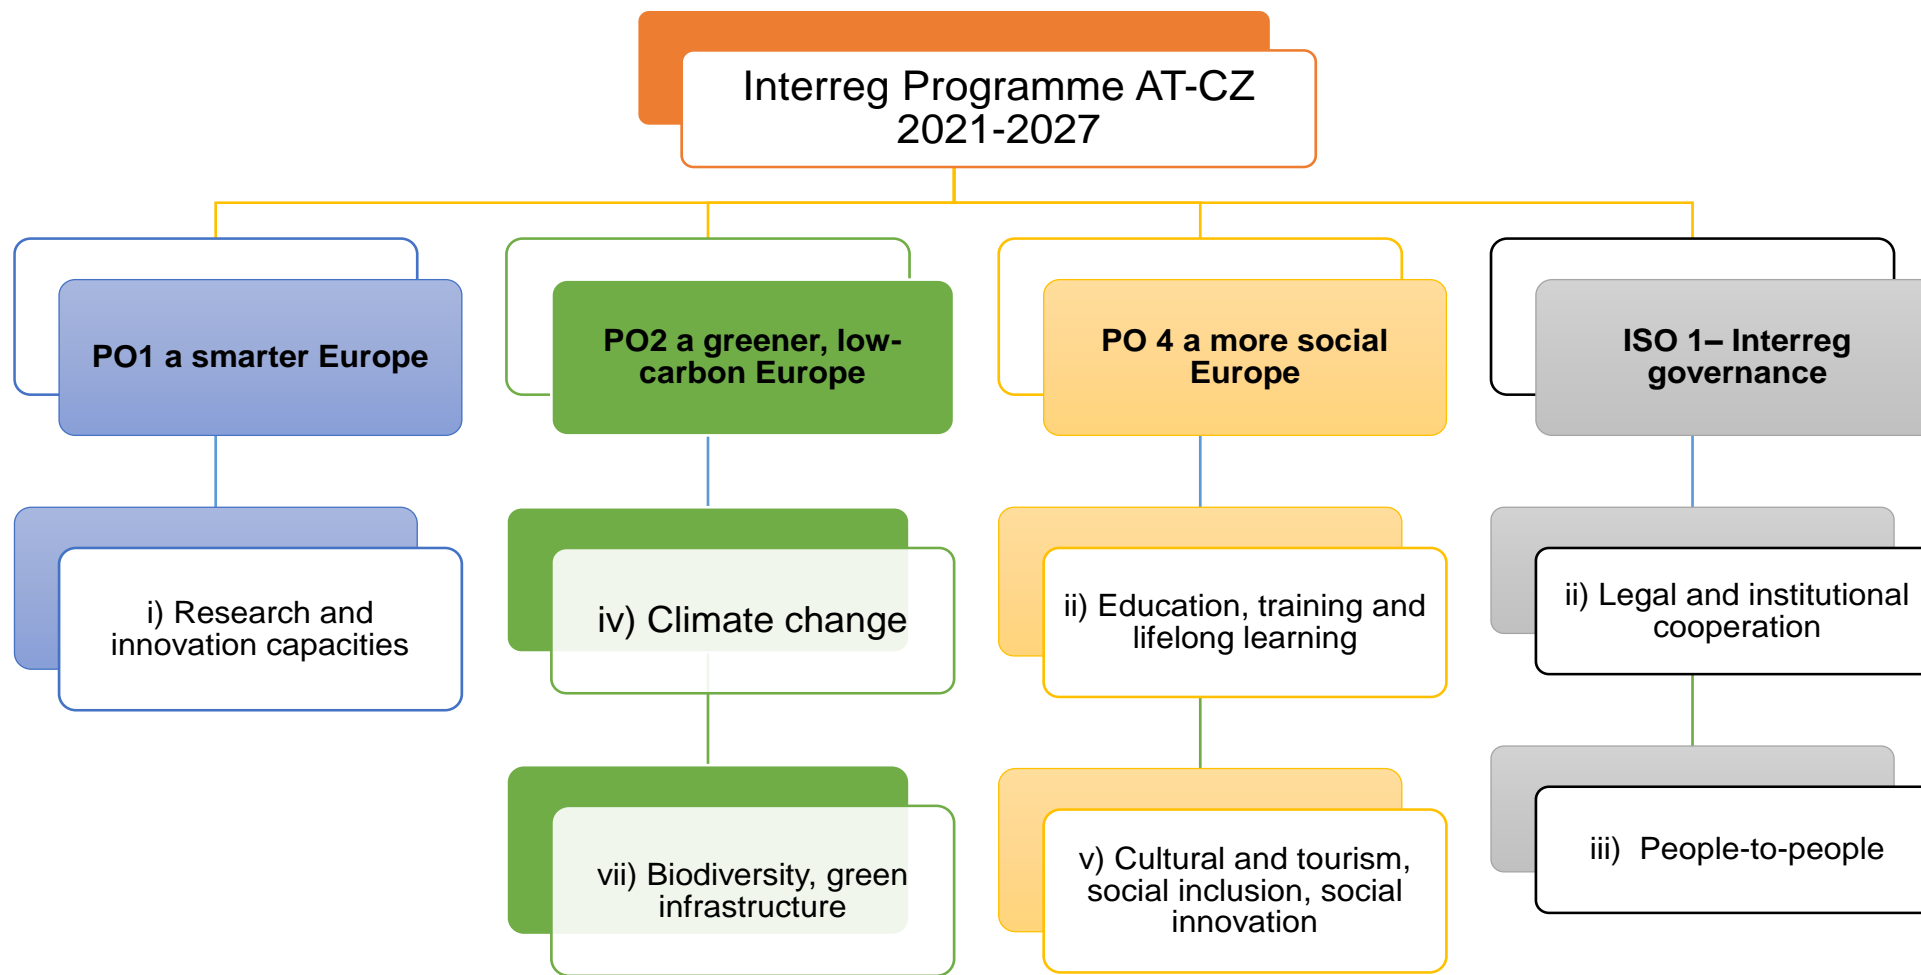 Interreg Programme AT-CZ
2021-2027
PO1 a smarter Europe
PO2 a greener, low-
carbon Europe
PO 4 a more social
Europe
ISO 1– Interreg
governance
i) Research and
innovation capacities
iv) Climate change
ii) Education, training and
lifelong learning
ii) Legal and institutional
cooperation
vii) Biodiversity, green
infrastructure
v) Cultural and tourism,
social inclusion, social
innovation
iii)  People-to-people